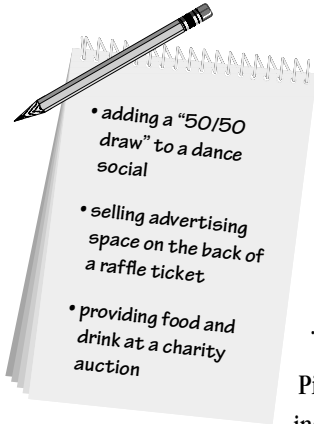 • adding a “50/50
draw” to a dance
social
• selling advertising
space on the back of
a raffle ticket
• providing food and
drink at a charity
auction